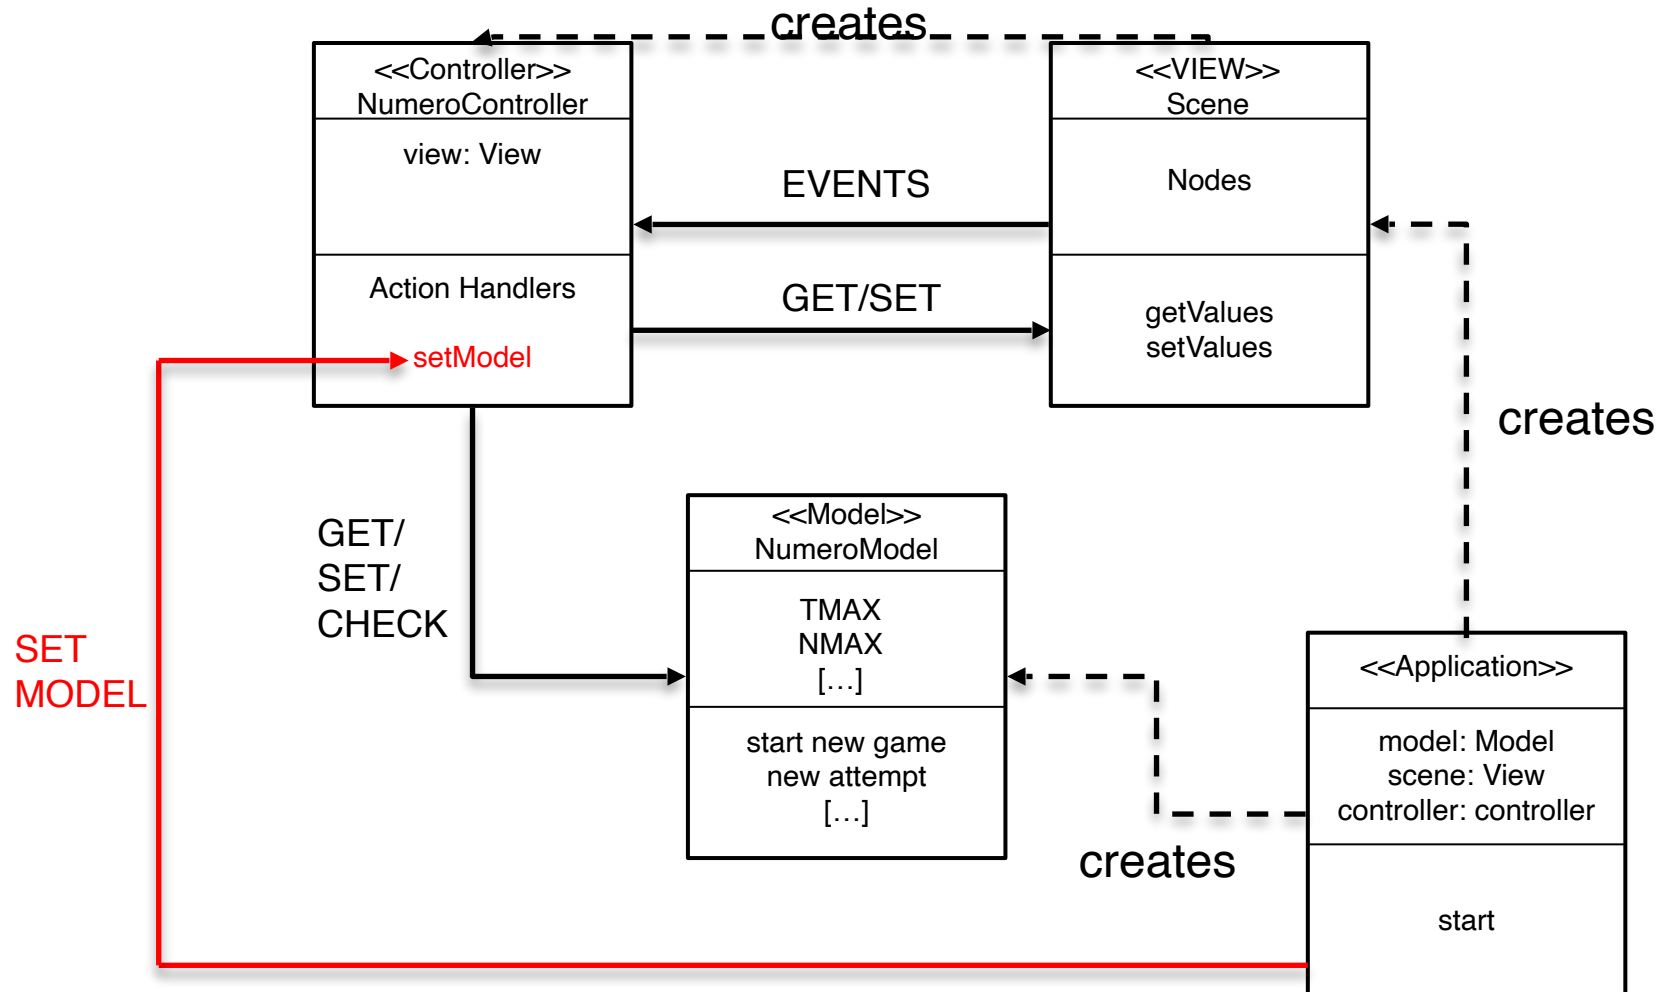 creates
<<Controller>>
NumeroController
view: View
Action Handlers
setModel
EVENTS
GET/SET
<<VIEW>>
Scene
Nodes
getValues
setValues
creates
GET/
SET/
CHECK
SET
MODEL
<<Model>>
NumeroModel
TMAX
NMAX
[…]
start new game
new attempt
[…]
creates
<<Application>>
model: Model
scene: View
controller: controller
start